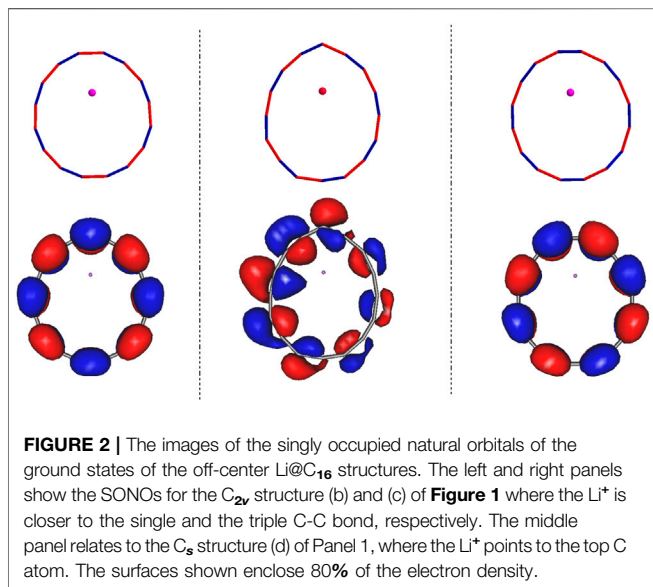 FIGURE 2 | The images of the singly occupied natural orbitals of the
ground states of the off-center Li@C16 structures. The left and right panels
show the SONOs for the C2v structure (b) and (c) of Figure 1 where the Li+ is
closer to the single and the triple C-C bond, respectively. The middle
panel relates to the Cs structure (d) of Panel 1, where the Li+ points to the top C
atom. The surfaces shown enclose 80% of the electron density.